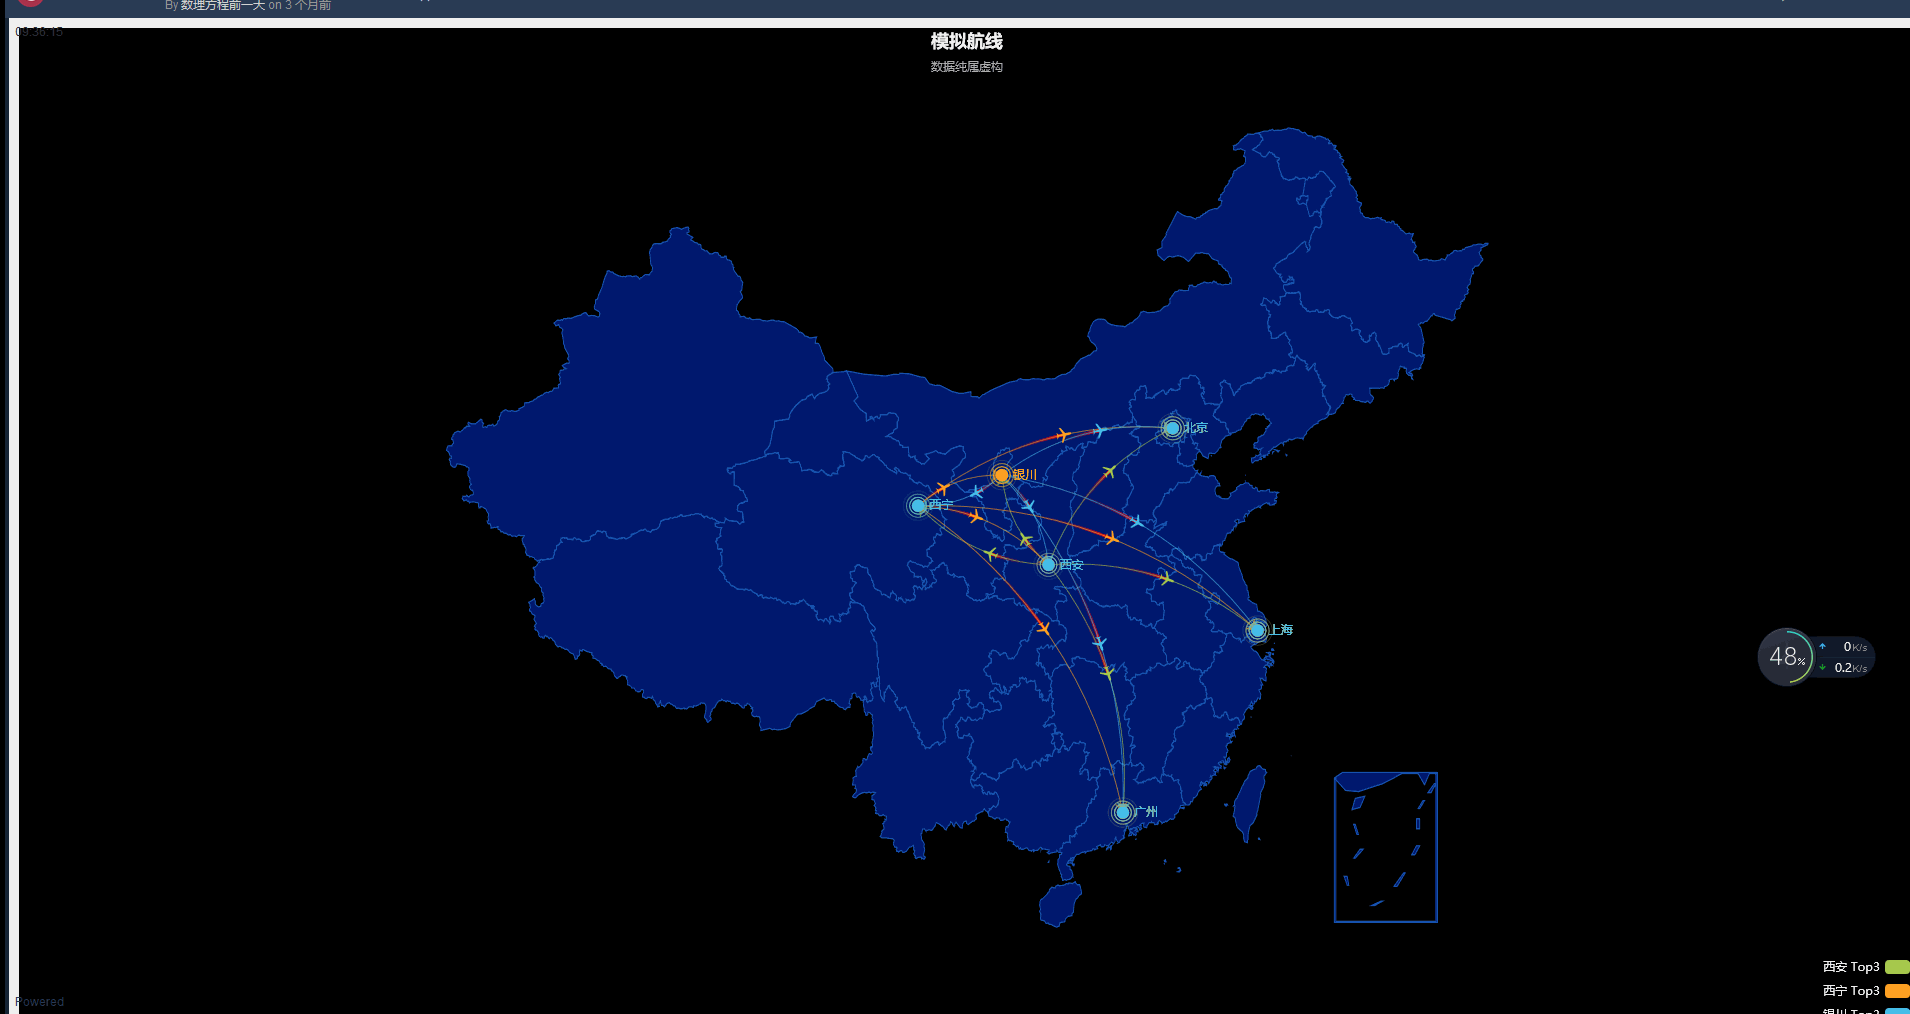 By 数理方程前一天 on 3 个月前
09:36:15
模拟航线
数据纯属虚构
北京
银川
西宁
西安
上海
48%
0K/s
0.2K/s
广州
西安 Top3
西宁 Top3
银川 Top3
Powered